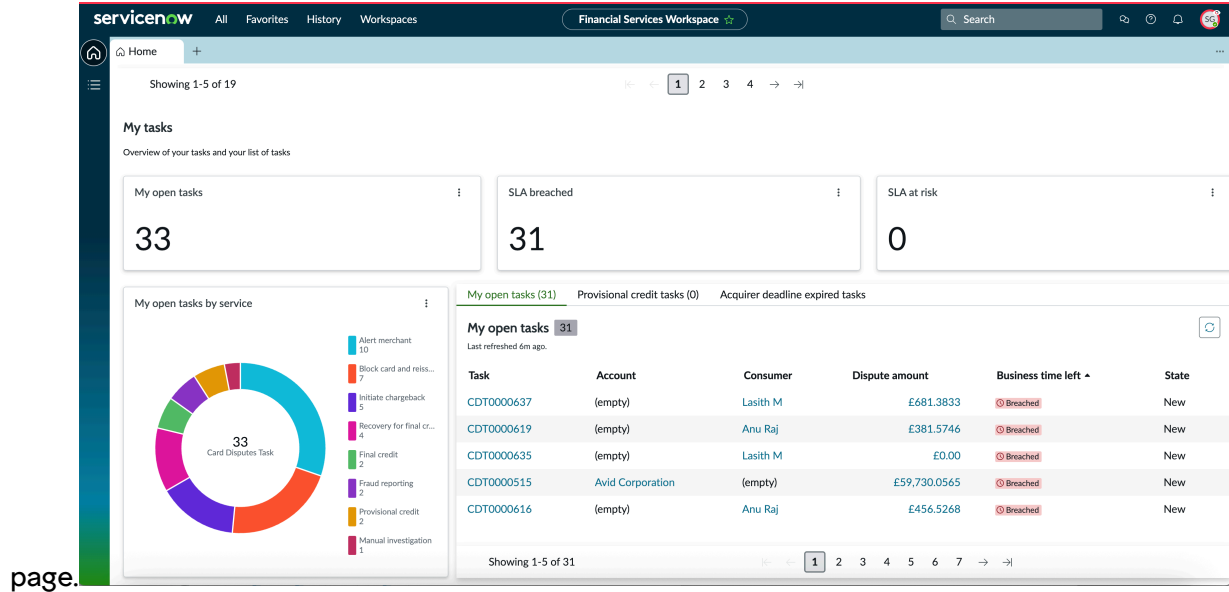 servicenow All Favorites History Workspaces Financial Services Workspace Search SG
Home
Showing 1-5 of 19 1 2 3 4
My tasks
Overview of your tasks and your list of tasks
My open tasks
33
SLA breached
31
SLA at risk
0
My open tasks by service
33
Card Disputes Task
Alert merchant
10
Block card and reiss...
7
Initiate chargeback
5
Recovery for final cr...
4
Final credit
2
Fraud reporting
2
Provisional credit
2
Manual investigation
1
My open tasks (31) Provisional credit tasks (0) Acquirer deadline expired tasks
My open tasks 31
Last refreshed 6m ago.
Task Account Consumer Dispute amount Business time left State
CDT0000637 (empty) Lasith M £681.3833 Breached New
CDT0000619 (empty) Anu Raj £381.5746 Breached New
CDT0000635 (empty) Lasith M £0.00 Breached New
CDT0000515 Avid Corporation (empty) £59,730.0565 Breached New
CDT0000616 (empty) Anu Raj £456.5268 Breached New
Showing 1-5 of 31 1 2 3 4 5 6 7
page.